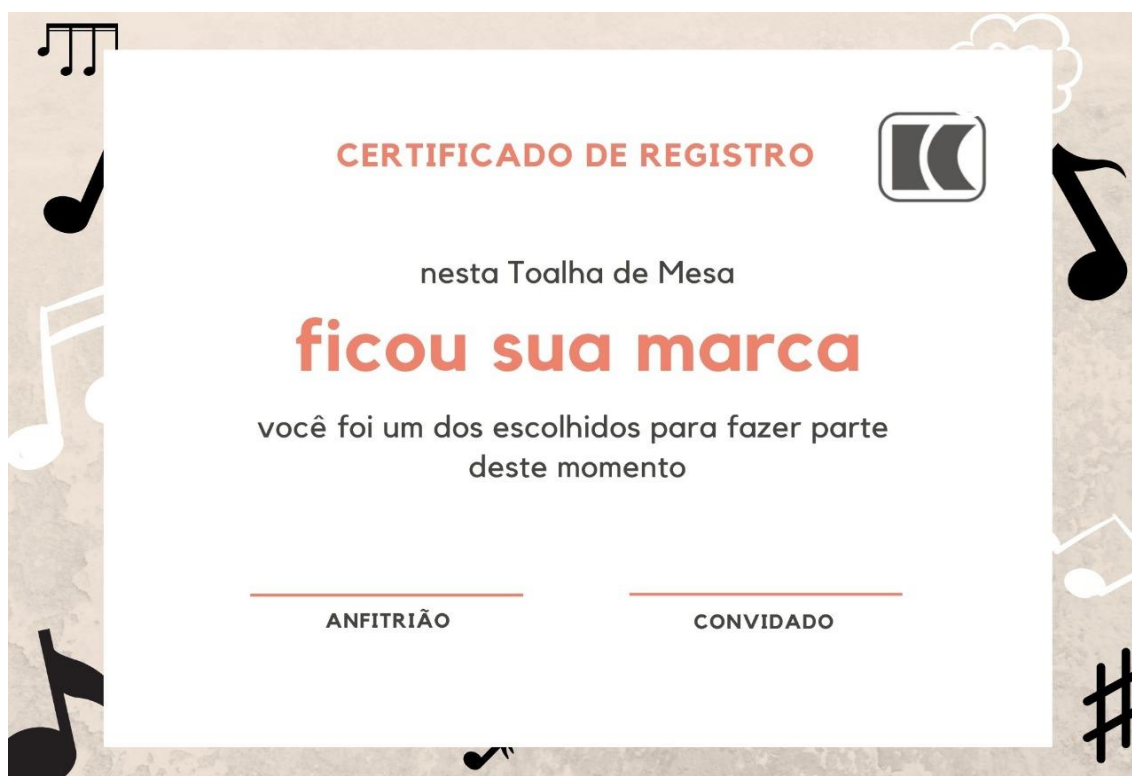 CERTIFICADO DE REGISTRO
nesta Toalha de Mesa
ficou sua marca
você foi um dos escolhidos para fazer parte
deste momento
ANFITRIÃO
CONVIDADO